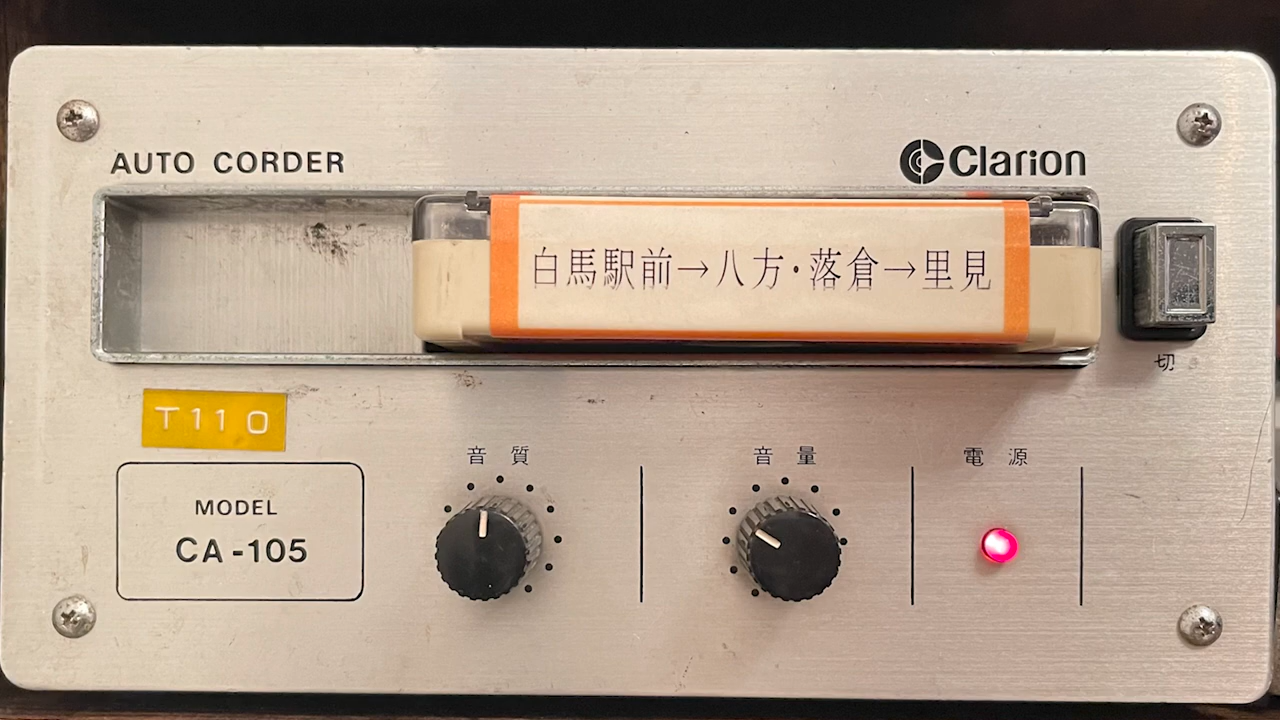 AUTO CORDER
Clarion
白馬駅前→八方・落倉→里見
切
T110
MODEL
CA-105
音質
音量
電源